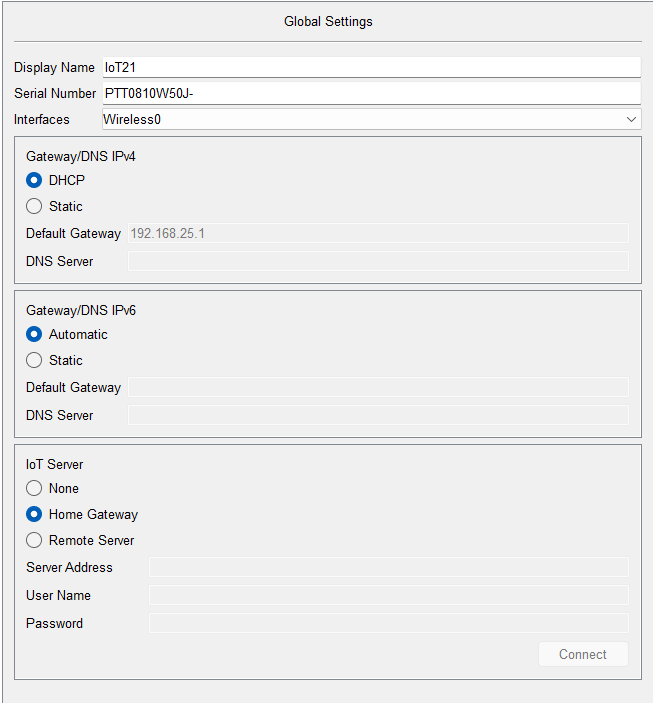 Global Settings
Display Name IoT21
Serial Number PTT0810W50J-
Interfaces Wireless0
Gateway/DNS IPv4
DHCP
Static
Default Gateway 192.168.25.1
DNS Server
Gateway/DNS IPv6
Automatic
Static
Default Gateway
DNS Server
IoT Server
None
Home Gateway
Remote Server
Server Address
User Name
Password
Connect